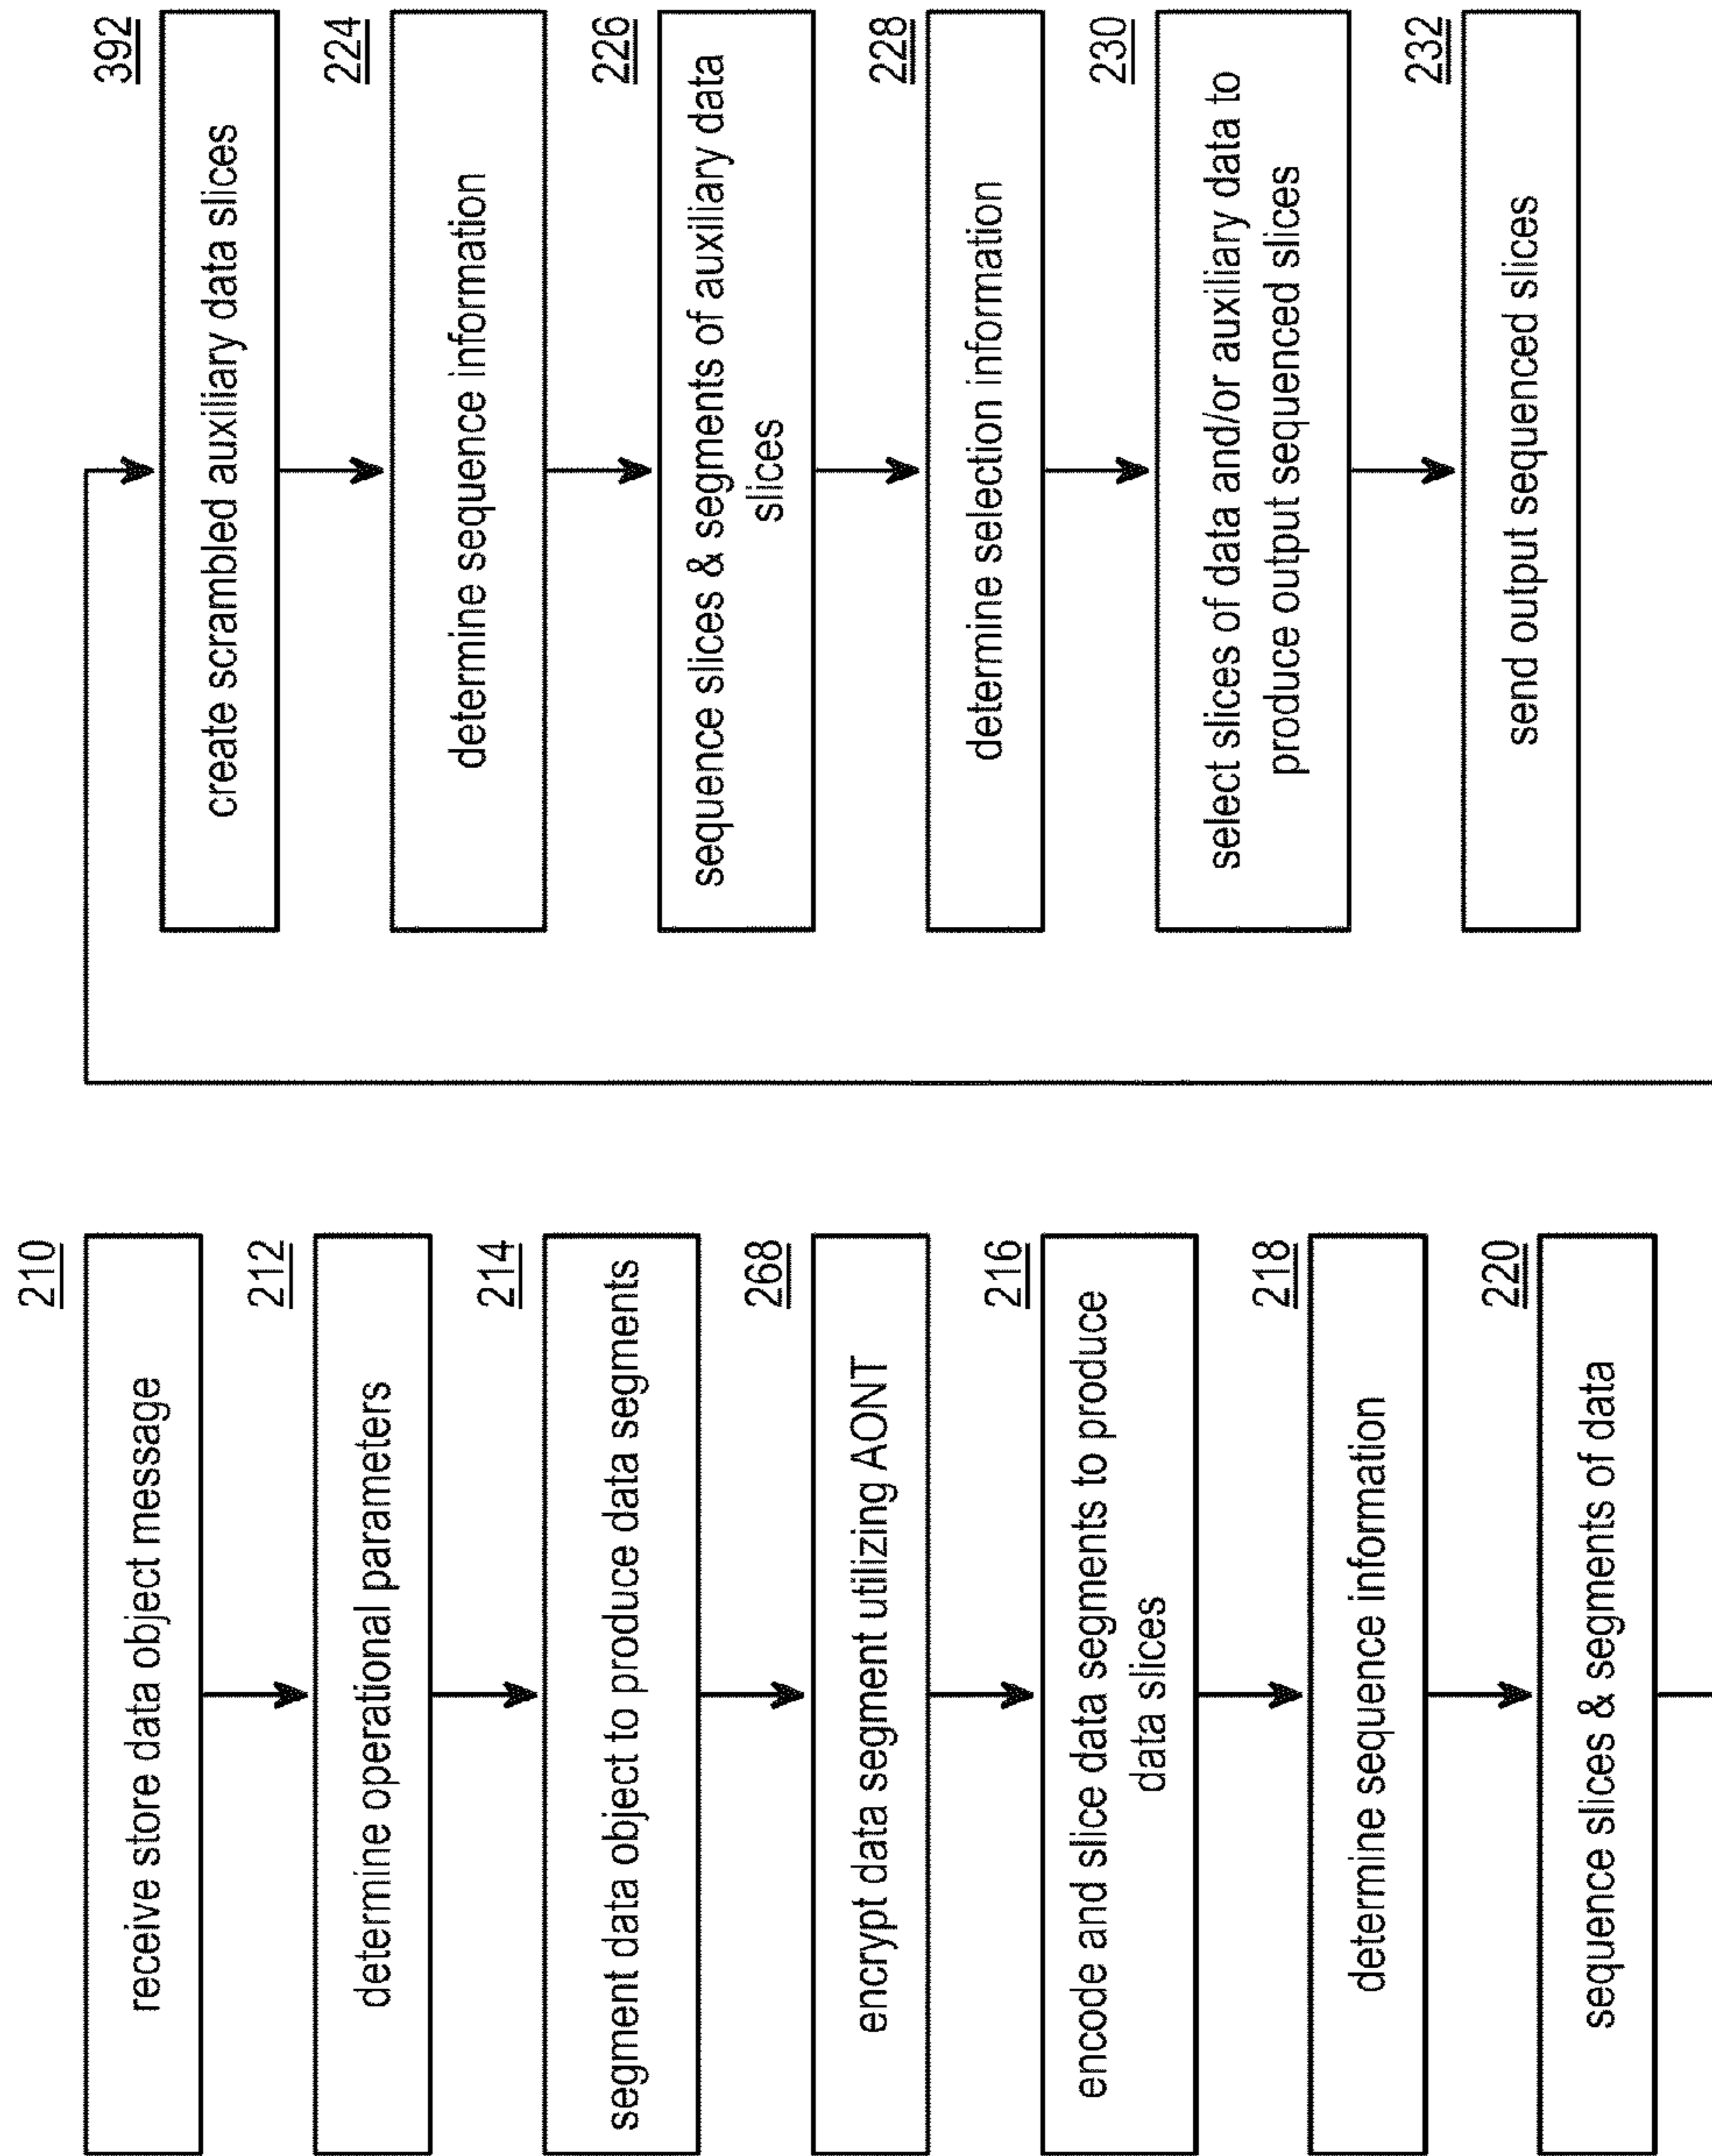 210
receive store data object message
212
determine operational parameters
214
segment data object to produce data segments
268
encrypt data segment utilizing AONT
216
encode and slice data segments to produce
data slices
218
determine sequence information
220
sequence slices & segments of data
392
create scrambled auxiliary data slices
224
determine sequence information
226
sequence slices & segments of auxiliary data
slices
228
determine selection information
230
select slices of data and/or auxiliary data to
produce output sequenced slices
232
send output sequenced slices